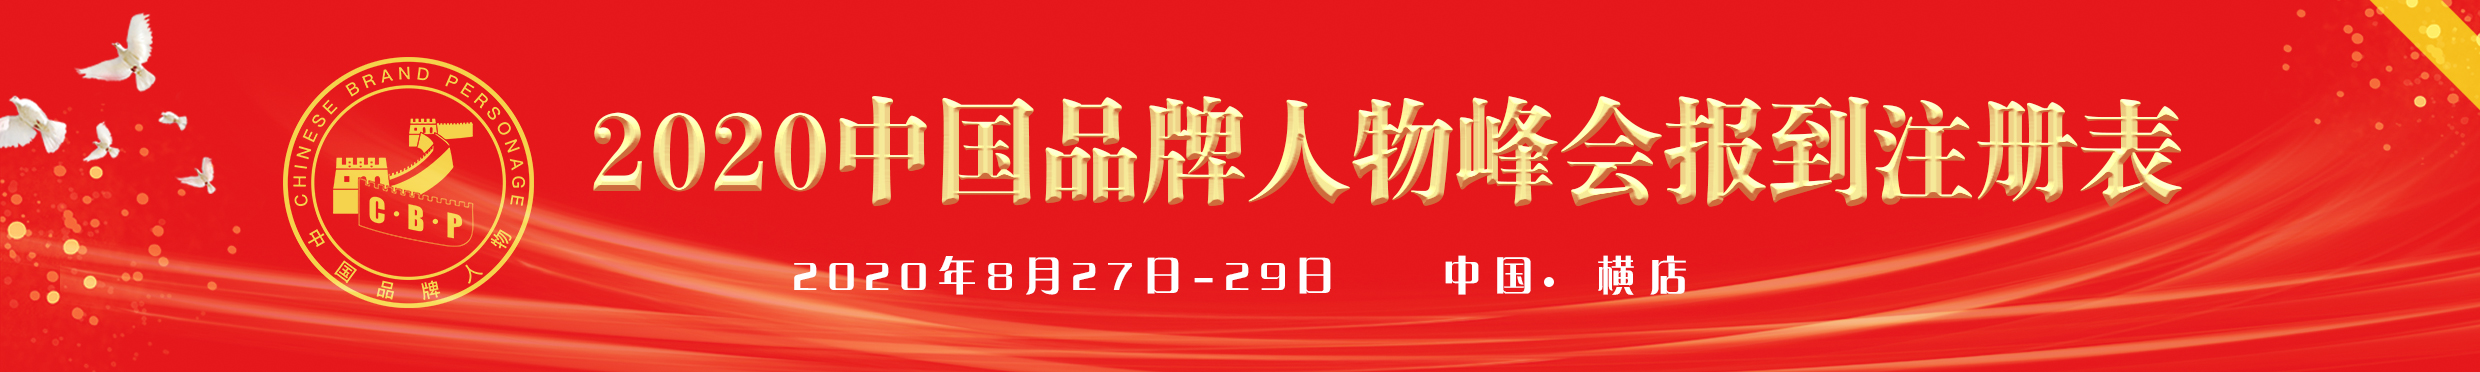 CHINESE BRAND PERSONAGE
C·B·P
中国品牌人物
2020中国品牌人物峰会报到注册表
2020年8月27日-29日 中国·横店